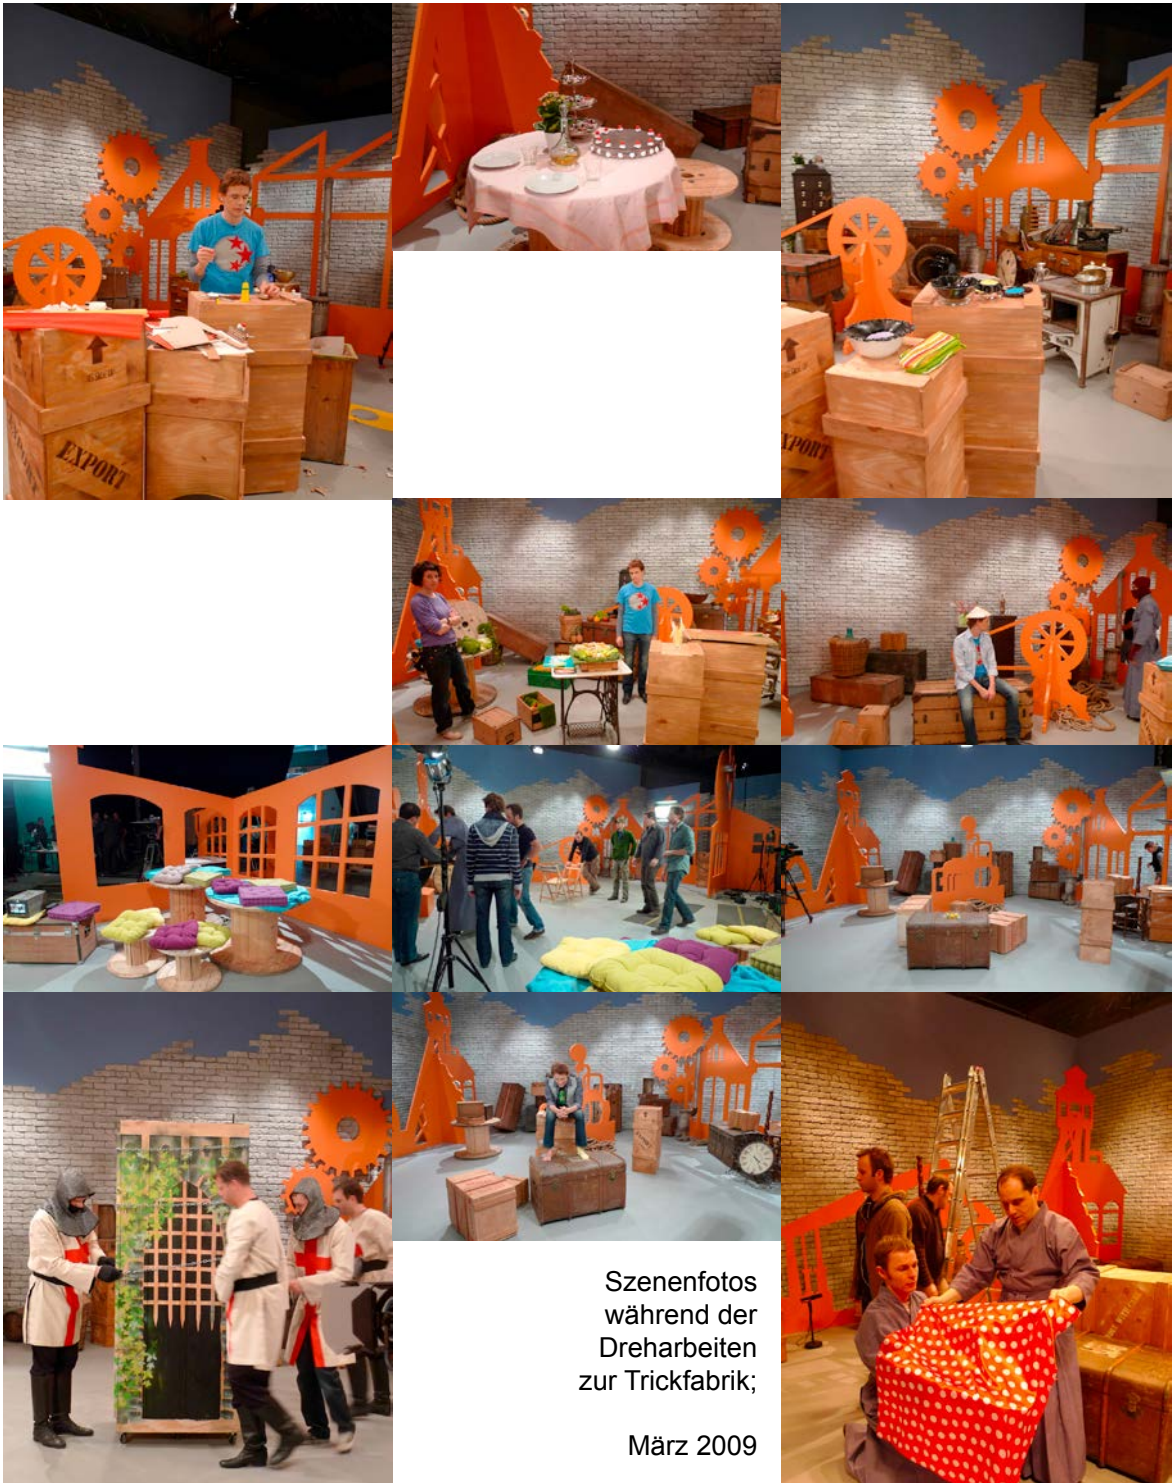 EXPORT
EXPORT
Szenenfotos
während der
Dreharbeiten
zur Trickfabrik;
März 2009